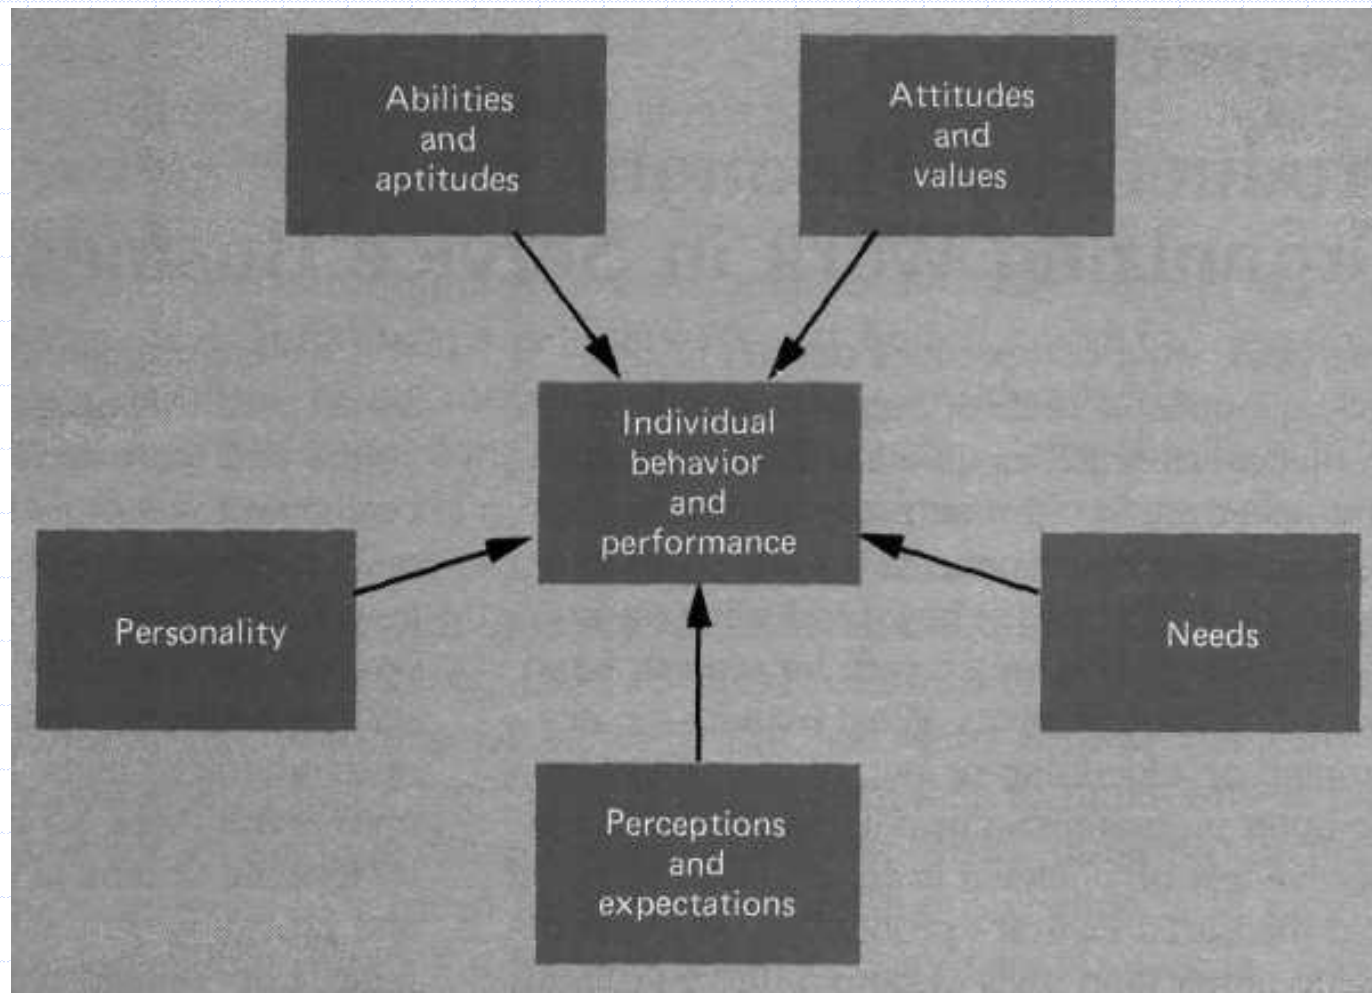 Abilities
and
aptitudes
Attitudes
and
values
Individual
behavior
and
performance
Personality
Needs
Perceptions
and
expectations